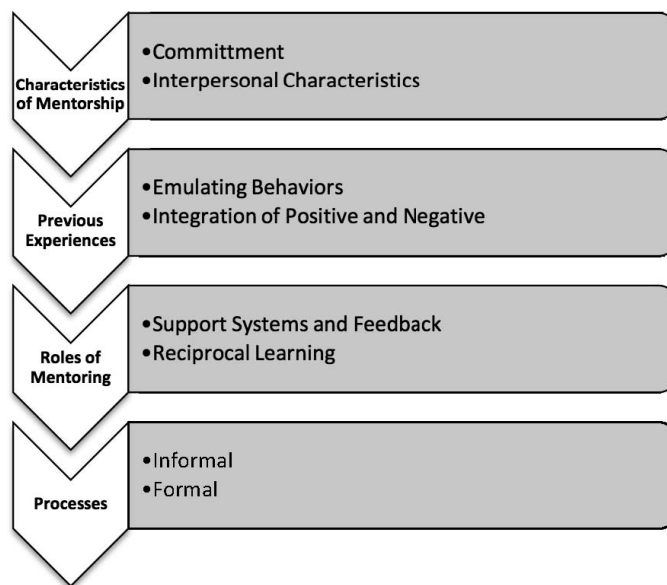 Characteristics
of Mentorship
•Committment
•Interpersonal Characteristics
Previous
Experiences
•Emulating Behaviors
•Integration of Positive and Negative
Roles of
Mentoring
•Support Systems and Feedback
•Reciprocal Learning
Processes
•Informal
•Formal